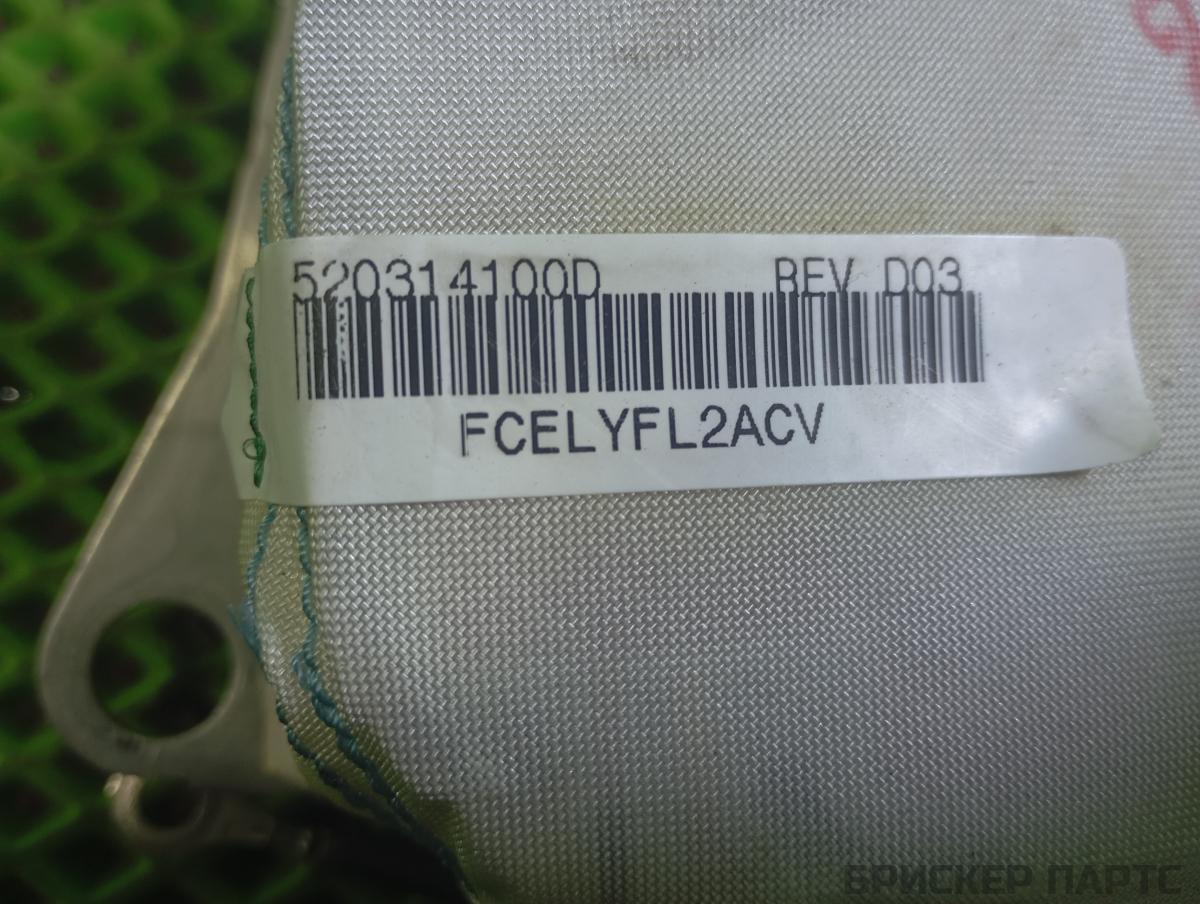 520314100D REV D03
FCELYFL2ACV
БРИСКЕР ПАРТС